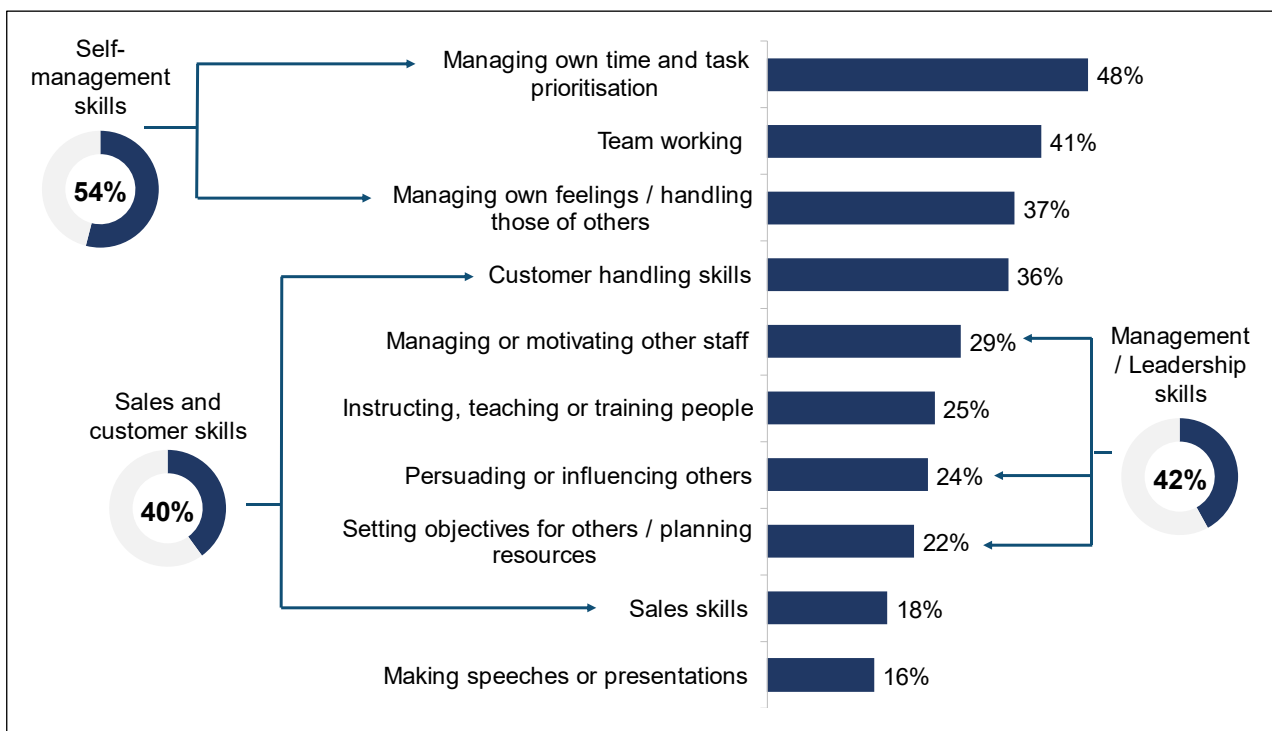 Self-
management
skills
54%
Managing own time and task
prioritisation
48%
Team working
41%
Managing own feelings / handling
those of others
37%
Customer handling skills
36%
Managing or motivating other staff
29%
Management
/ Leadership
skills
42%
Sales and
customer skills
40%
Instructing, teaching or training people
25%
Persuading or influencing others
24%
Setting objectives for others / planning
resources
22%
Sales skills
18%
Making speeches or presentations
16%